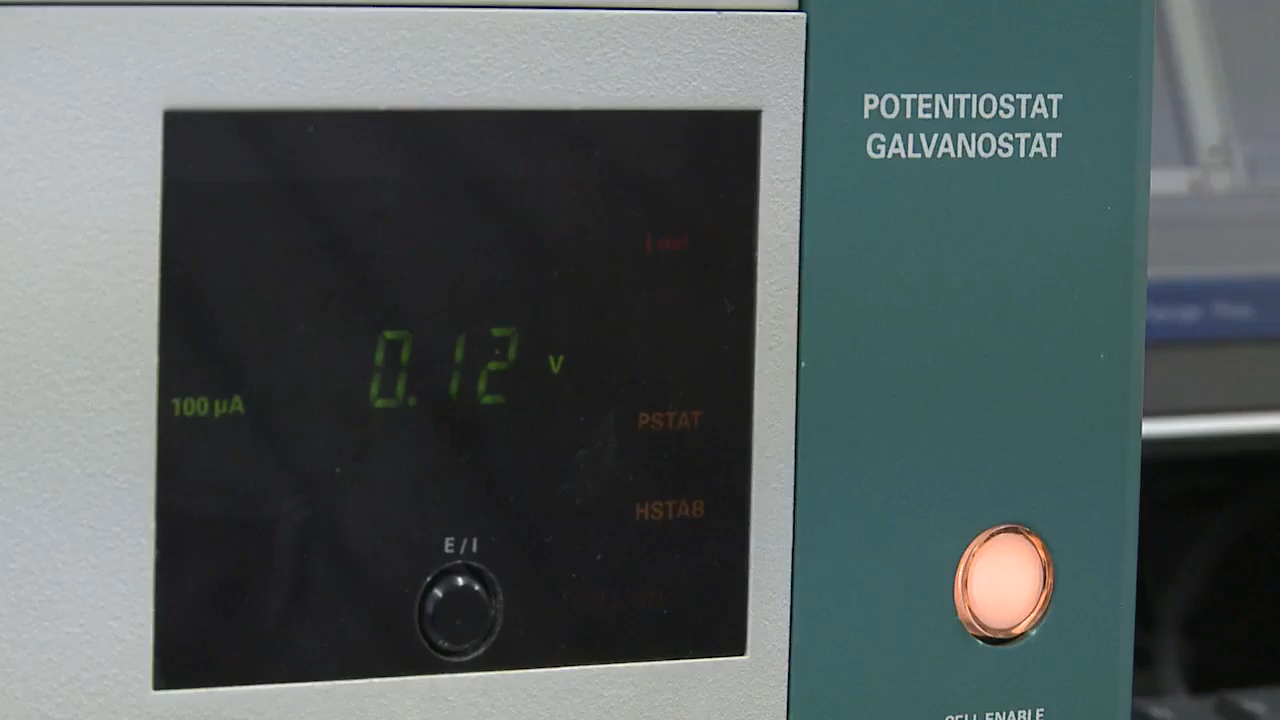 POTENTIOSTAT
GALVANOSTAT
0.12 V
100 µA
PSTAT
HSTAB
E/I
CELL ENABLE